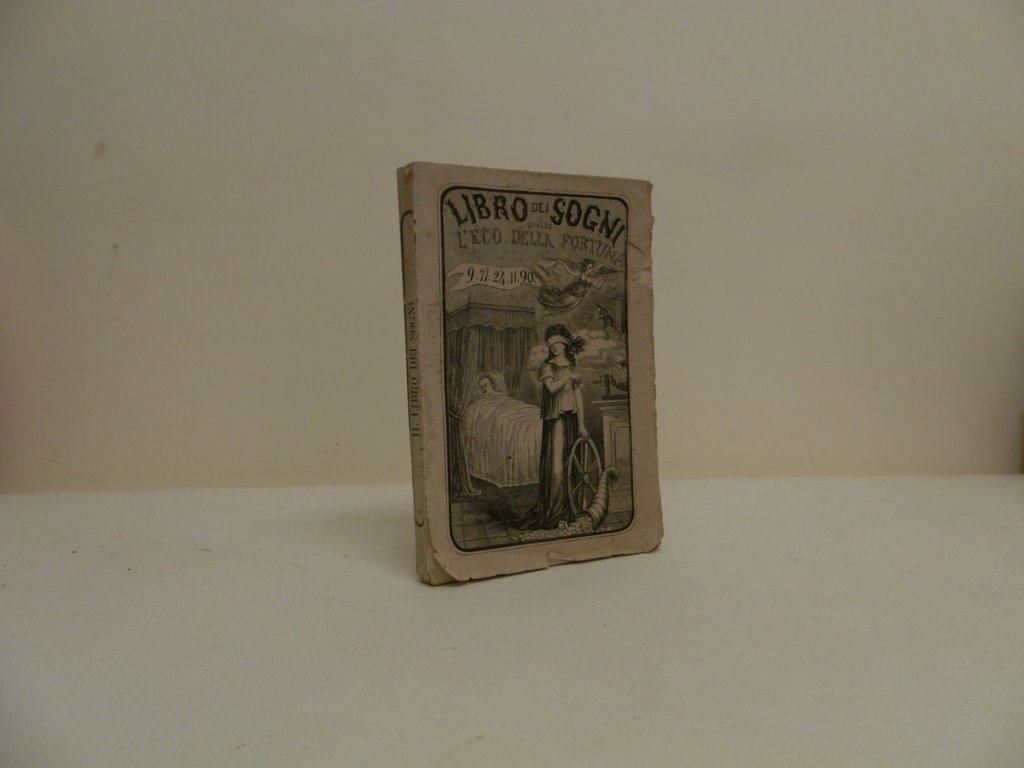 LIBRO DEI SOGNI
OVVERO
L'ECO DELLA FORTUNA
9.71.24.11.90
IL LIBRO DEI SOGNI